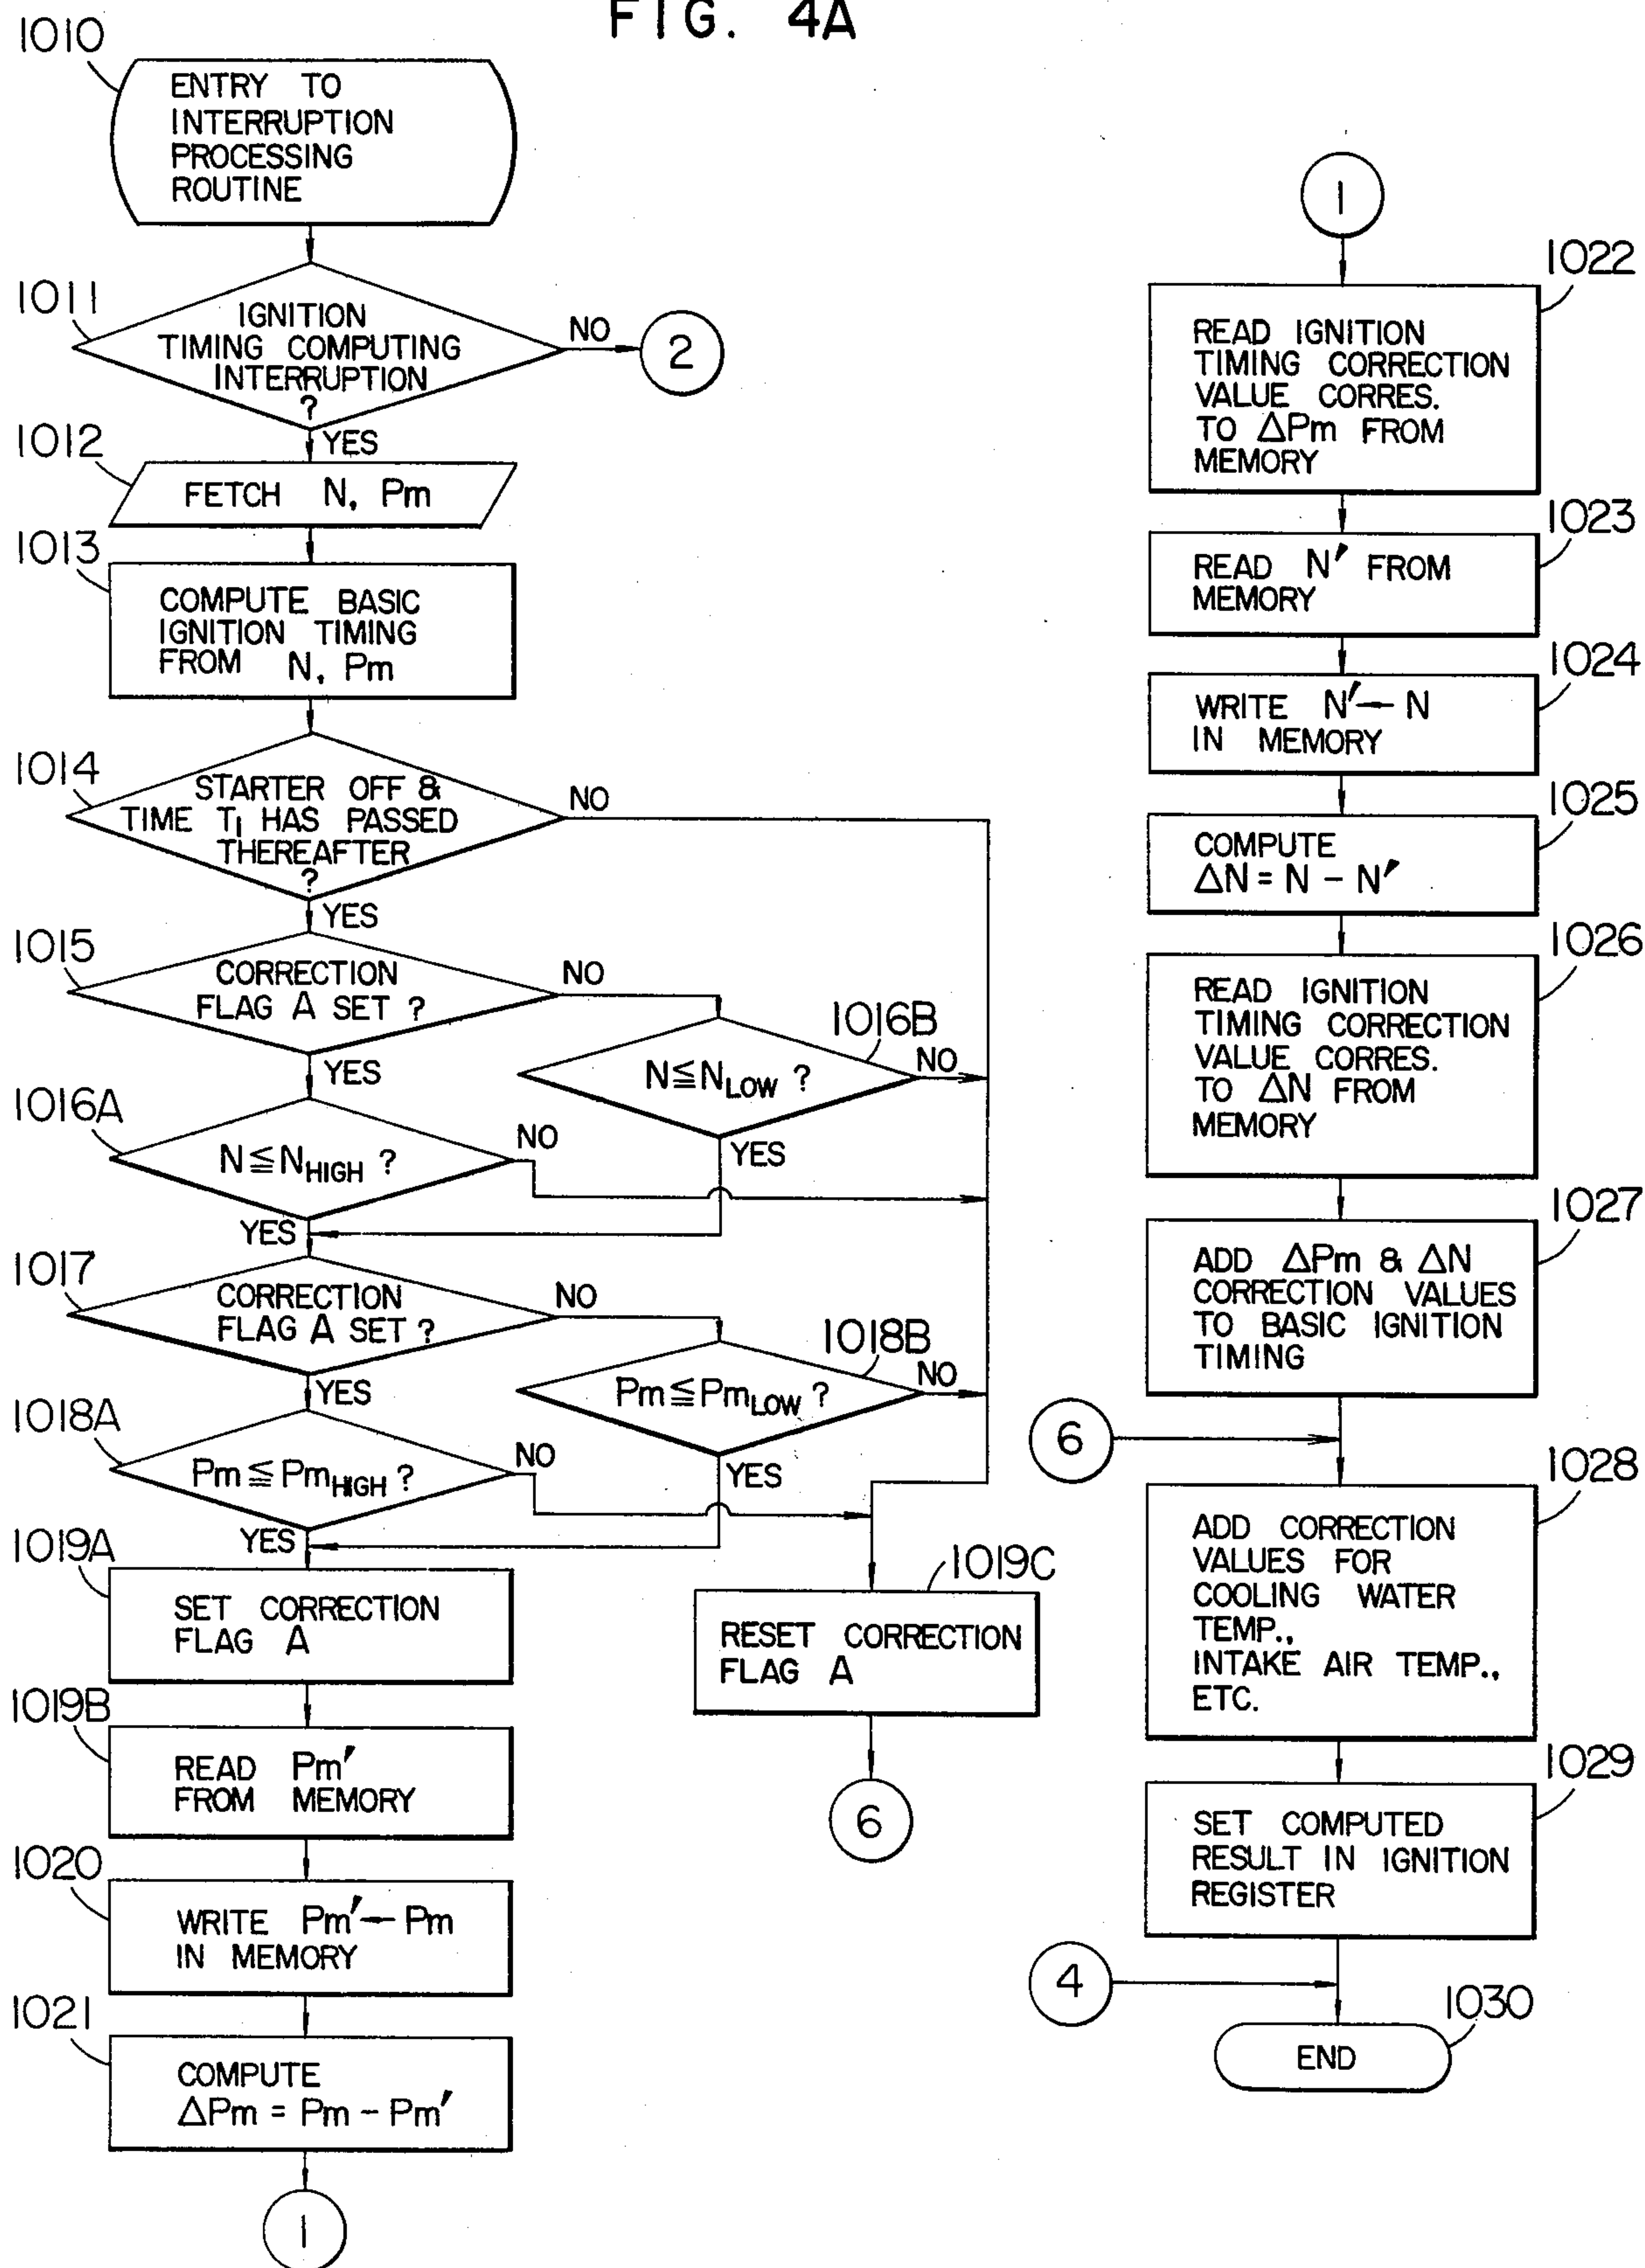 FIG. 4A
1010
ENTRY TO
INTERRUPTION
PROCESSING
ROUTINE
1011
IGNITION
TIMING COMPUTING
INTERRUPTION
?
NO
2
YES
1012
FETCH N, Pm
1013
COMPUTE BASIC
IGNITION TIMING
FROM N, Pm
1014
STARTER OFF &
TIME T1 HAS PASSED
THEREAFTER
?
NO
YES
1015
CORRECTION
FLAG A SET ?
NO
YES
1016B
N≦NLOW ?
NO
YES
1016A
N≦NHIGH ?
NO
YES
1017
CORRECTION
FLAG A SET ?
NO
YES
1018B
Pm≦PmLOW ?
NO
YES
1018A
Pm≦PmHIGH ?
NO
YES
1019A
SET CORRECTION
FLAG A
1019C
RESET CORRECTION
FLAG A
6
1019B
READ Pm'
FROM MEMORY
1020
WRITE Pm'← Pm
IN MEMORY
1021
COMPUTE
ΔPm = Pm - Pm'
1
1
1022
READ IGNITION
TIMING CORRECTION
VALUE CORRES.
TO ΔPm FROM
MEMORY
1023
READ N' FROM
MEMORY
1024
WRITE N'← N
IN MEMORY
1025
COMPUTE
ΔN = N - N'
1026
READ IGNITION
TIMING CORRECTION
VALUE CORRES.
TO ΔN FROM
MEMORY
1027
ADD ΔPm & ΔN
CORRECTION VALUES
TO BASIC IGNITION
TIMING
6
1028
ADD CORRECTION
VALUES FOR
COOLING WATER
TEMP.,
INTAKE AIR TEMP.,
ETC.
1029
SET COMPUTED
RESULT IN IGNITION
REGISTER
4
1030
END